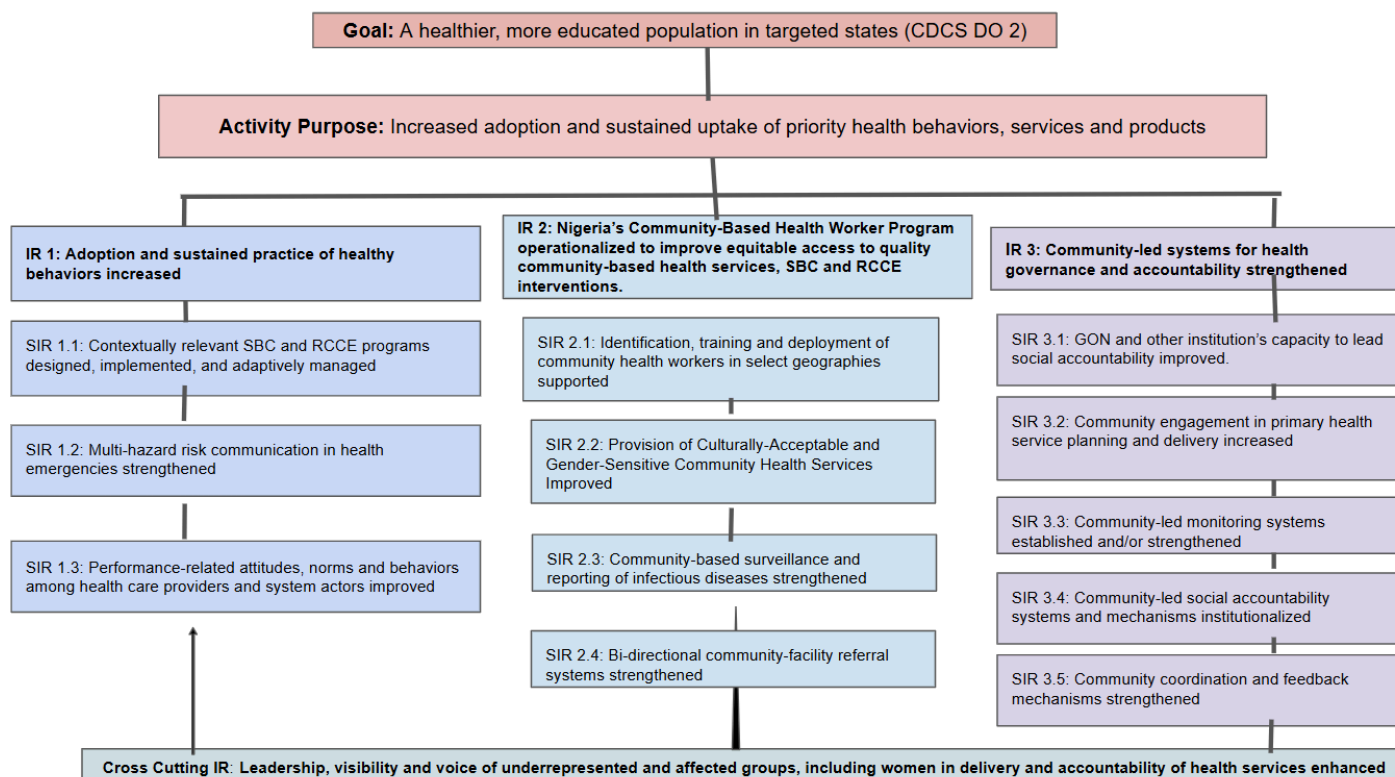 Goal: A healthier, more educated population in targeted states (CDCS DO 2)
Activity Purpose: Increased adoption and sustained uptake of priority health behaviors, services and products
IR 1: Adoption and sustained practice of healthy
behaviors increased
SIR 1.1: Contextually relevant SBC and RCCE programs
designed, implemented, and adaptively managed
SIR 1.2: Multi-hazard risk communication in health
emergencies strengthened
SIR 1.3: Performance-related attitudes, norms and behaviors
among health care providers and system actors improved
IR 2: Nigeria's Community-Based Health Worker Program
operationalized to improve equitable access to quality
community-based health services, SBC and RCCE
interventions.
SIR 2.1: Identification, training and deployment of
community health workers in select geographies
supported
SIR 2.2: Provision of Culturally-Acceptable and
Gender-Sensitive Community Health Services
Improved
SIR 2.3: Community-based surveillance and
reporting of infectious diseases strengthened
SIR 2.4: Bi-directional community-facility referral
systems strengthened
IR 3: Community-led systems for health
governance and accountability strengthened
SIR 3.1: GON and other institution's capacity to lead
social accountability improved.
SIR 3.2: Community engagement in primary health
service planning and delivery increased
SIR 3.3: Community-led monitoring systems
established and/or strengthened
SIR 3.4: Community-led social accountability
systems and mechanisms institutionalized
SIR 3.5: Community coordination and feedback
mechanisms strengthened
Cross Cutting IR: Leadership, visibility and voice of underrepresented and affected groups, including women in delivery and accountability of health services enhanced